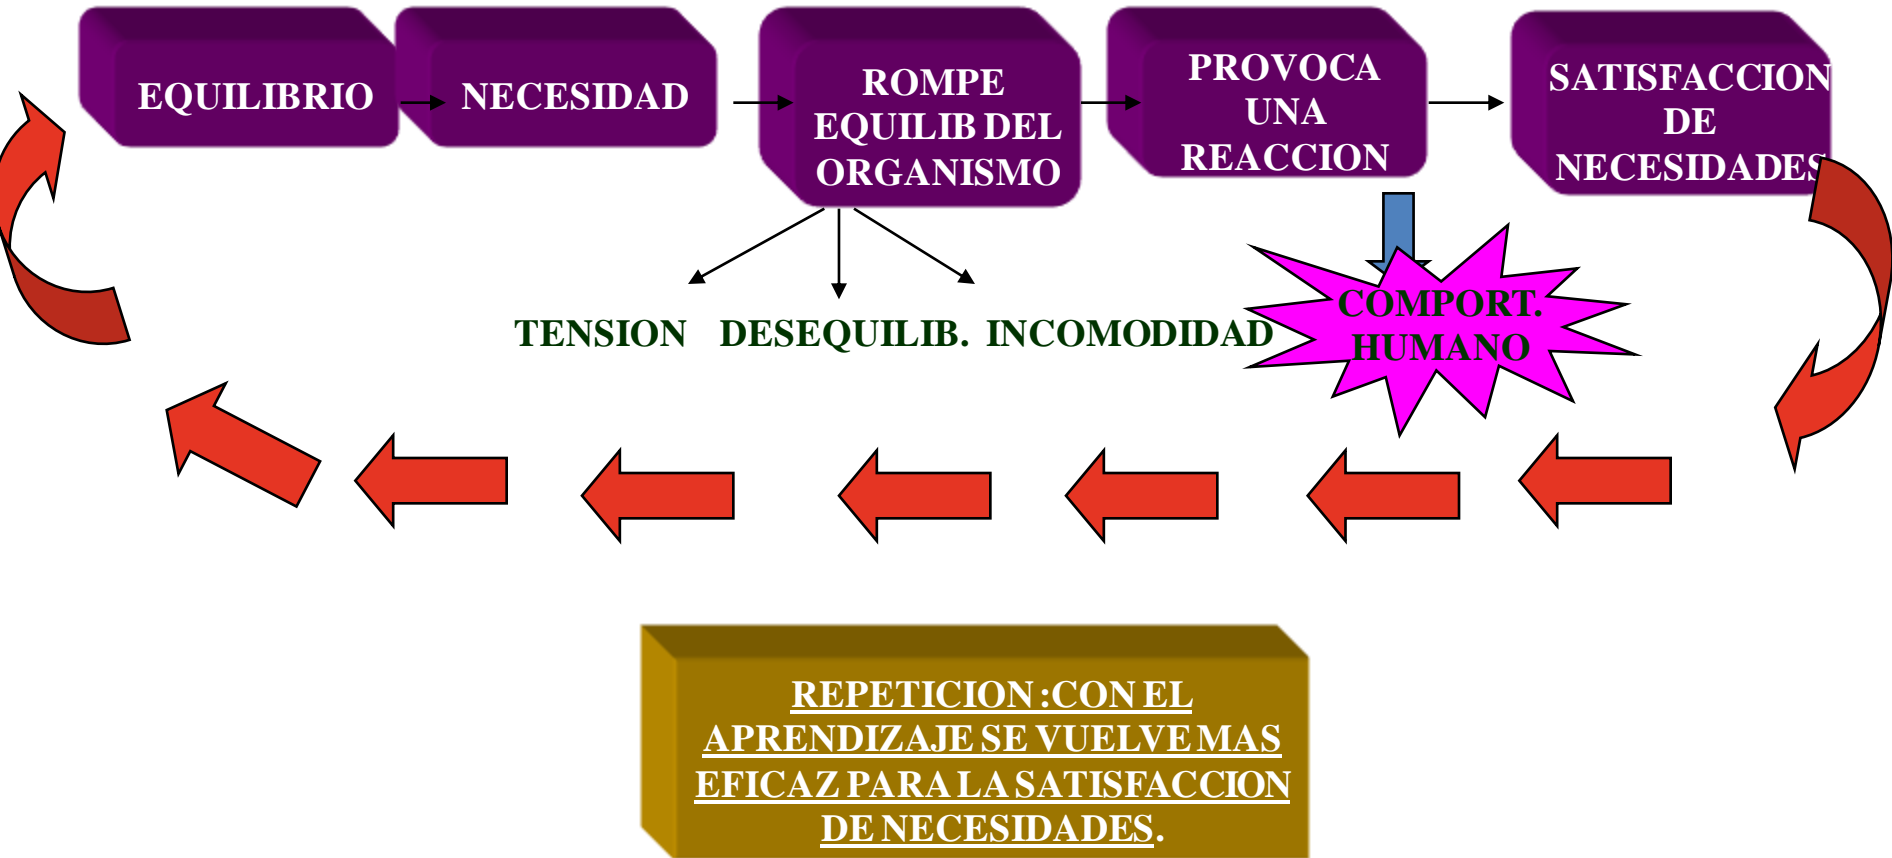 EQUILIBRIO
NECESIDAD
ROMPE
EQUILIB DEL
ORGANISMO
PROVOCA
UNA
REACCION
SATISFACCION
DE
NECESIDADES
TENSION
DESEQUILIB.
INCOMODIDAD
COMPORT.
HUMANO
REPETICION :CON EL
APRENDIZAJE SE VUELVE MAS
EFICAZ PARA LA SATISFACCION
DE NECESIDADES.